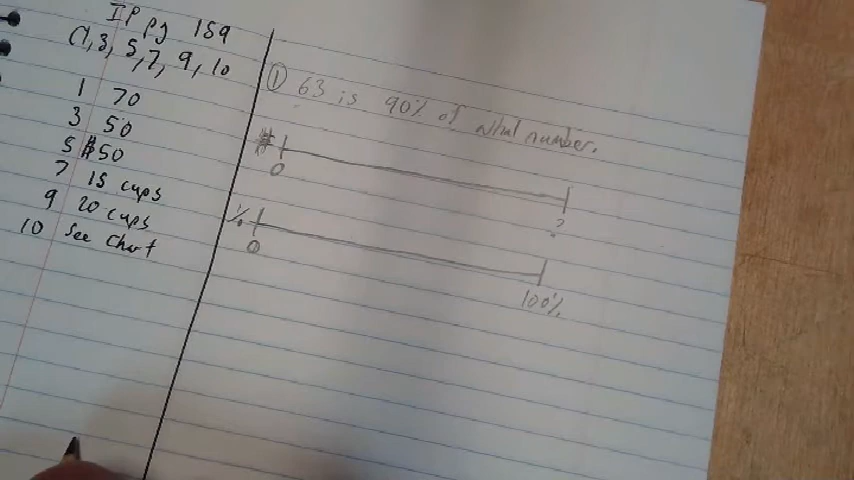 IP pg 159
(1, 3, 5, 7, 9, 10
1 70
3 50
5 $50
7 15 cups
9 20 cups
10 See Chart
① 63 is 90% of what number.
#
0 ?
%
0 100%